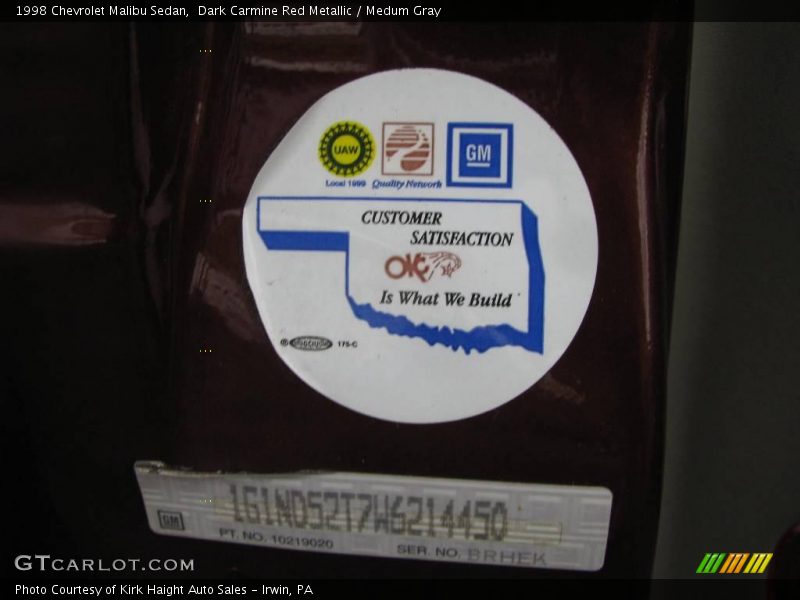 1998 Chevrolet Malibu Sedan,  Dark Carmine Red Metallic / Medum Gray
UAW
GM
Local 1999
Quality Network
CUSTOMER
SATISFACTION
OKC
Is What We Build
175-C
1G1ND52T7W6214450
GM
PT. NO. 10219020
SER. NO. BRHEK
GTCARLOT.COM
Photo Courtesy of Kirk Haight Auto Sales - Irwin, PA